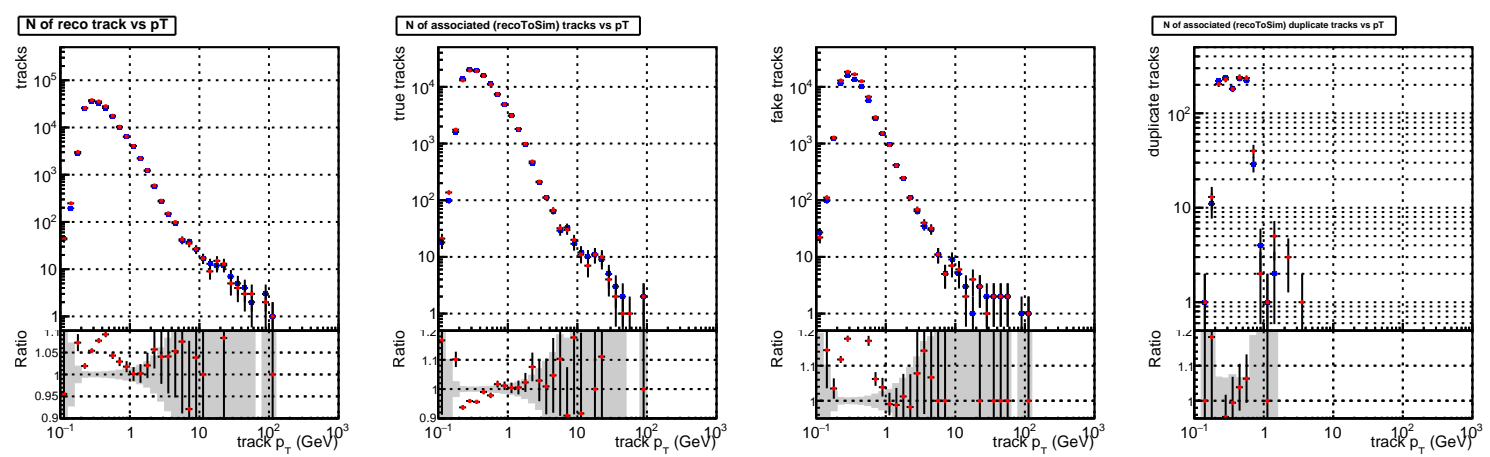 N of reco track vs pT
N of associated (recoToSim) tracks vs pT
N of associated (recoToSim) duplicate tracks vs pT
tracks
10^5
10^4
10^3
10^2
10
1
Ratio
1.1
1.05
1
0.95
0.9
10^-1 1 10 10^2 10^3
track p_T (GeV)
true tracks
10^4
10^3
10^2
10
1
Ratio
1.2
1.1
1
0.9
10^-1 1 10 10^2 10^3
track p_T (GeV)
fake tracks
10^4
10^3
10^2
10
1
Ratio
1.2
1.1
1
10^-1 1 10 10^2 10^3
track p_T (GeV)
duplicate tracks
10^2
10
1
Ratio
1.2
1.1
1
10^-1 1 10 10^2 10^3
track p_T (GeV)